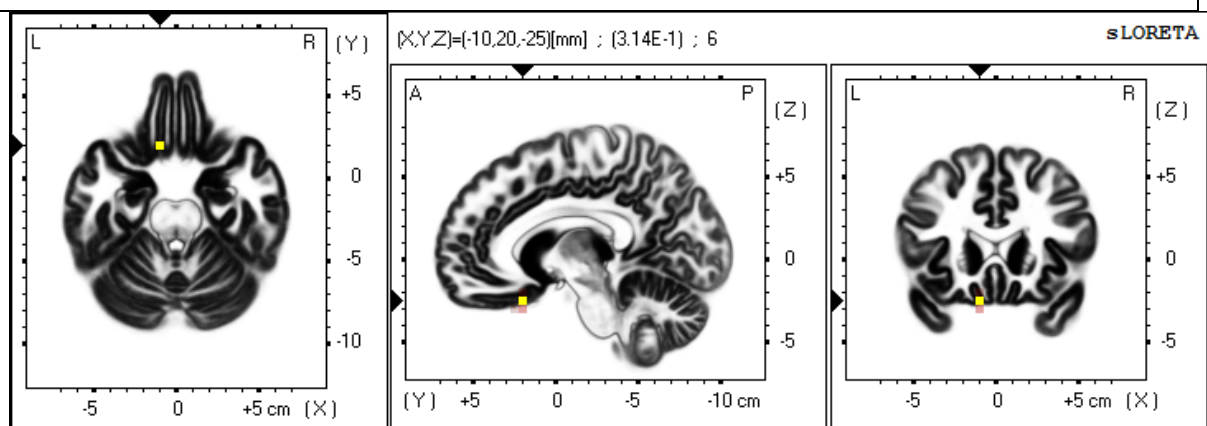 (X,Y,Z)=(-10,20,-25)[mm] ; (3.14E-1) ; 6
sLORETA
L R (Y)
+5
0
-5
-10
-5 0 +5 cm (X)
A P (Z)
+5
0
-5
(Y) +5 0 -5 -10 cm
L R (Z)
+5
0
-5
-5 0 +5 cm (X)